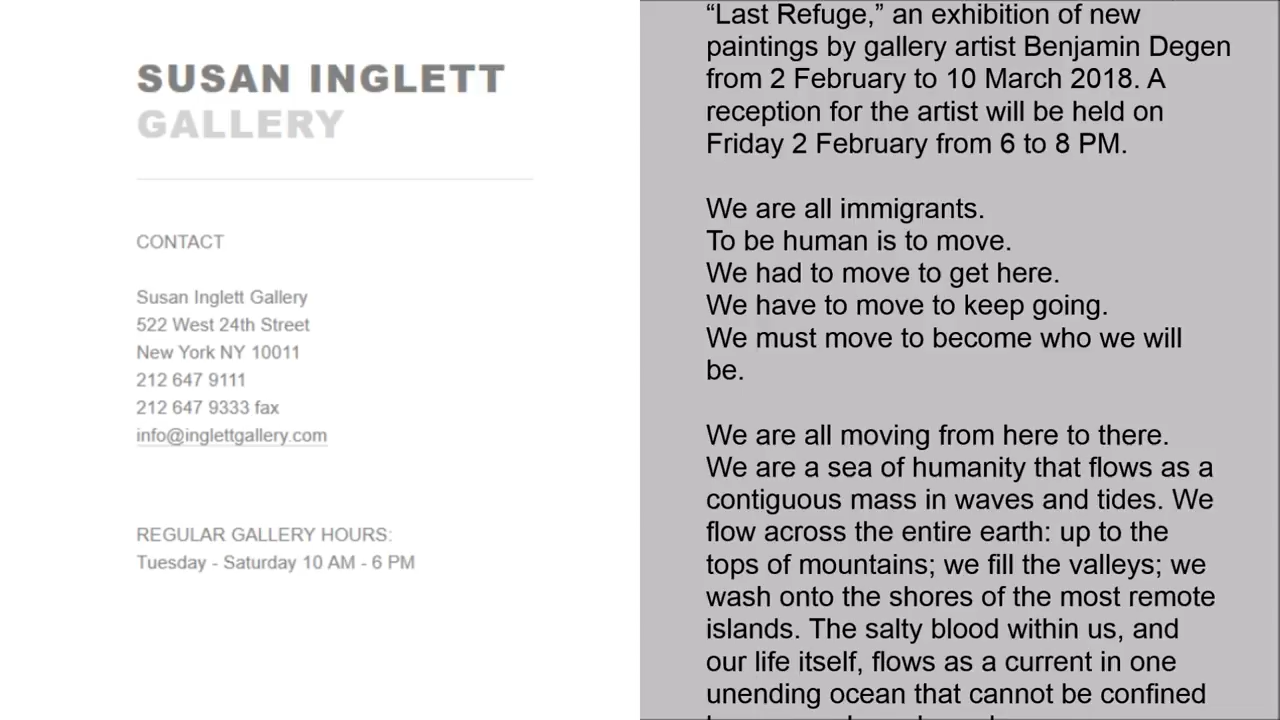 SUSAN INGLETT
GALLERY
CONTACT
Susan Inglett Gallery
522 West 24th Street
New York NY 10011
212 647 9111
212 647 9333 fax
info@inglettgallery.com
REGULAR GALLERY HOURS:
Tuesday - Saturday 10 AM - 6 PM
“Last Refuge,” an exhibition of new
paintings by gallery artist Benjamin Degen
from 2 February to 10 March 2018. A
reception for the artist will be held on
Friday 2 February from 6 to 8 PM.
We are all immigrants.
To be human is to move.
We had to move to get here.
We have to move to keep going.
We must move to become who we will
be.
We are all moving from here to there.
We are a sea of humanity that flows as a
contiguous mass in waves and tides. We
flow across the entire earth: up to the
tops of mountains; we fill the valleys; we
wash onto the shores of the most remote
islands. The salty blood within us, and
our life itself, flows as a current in one
unending ocean that cannot be confined